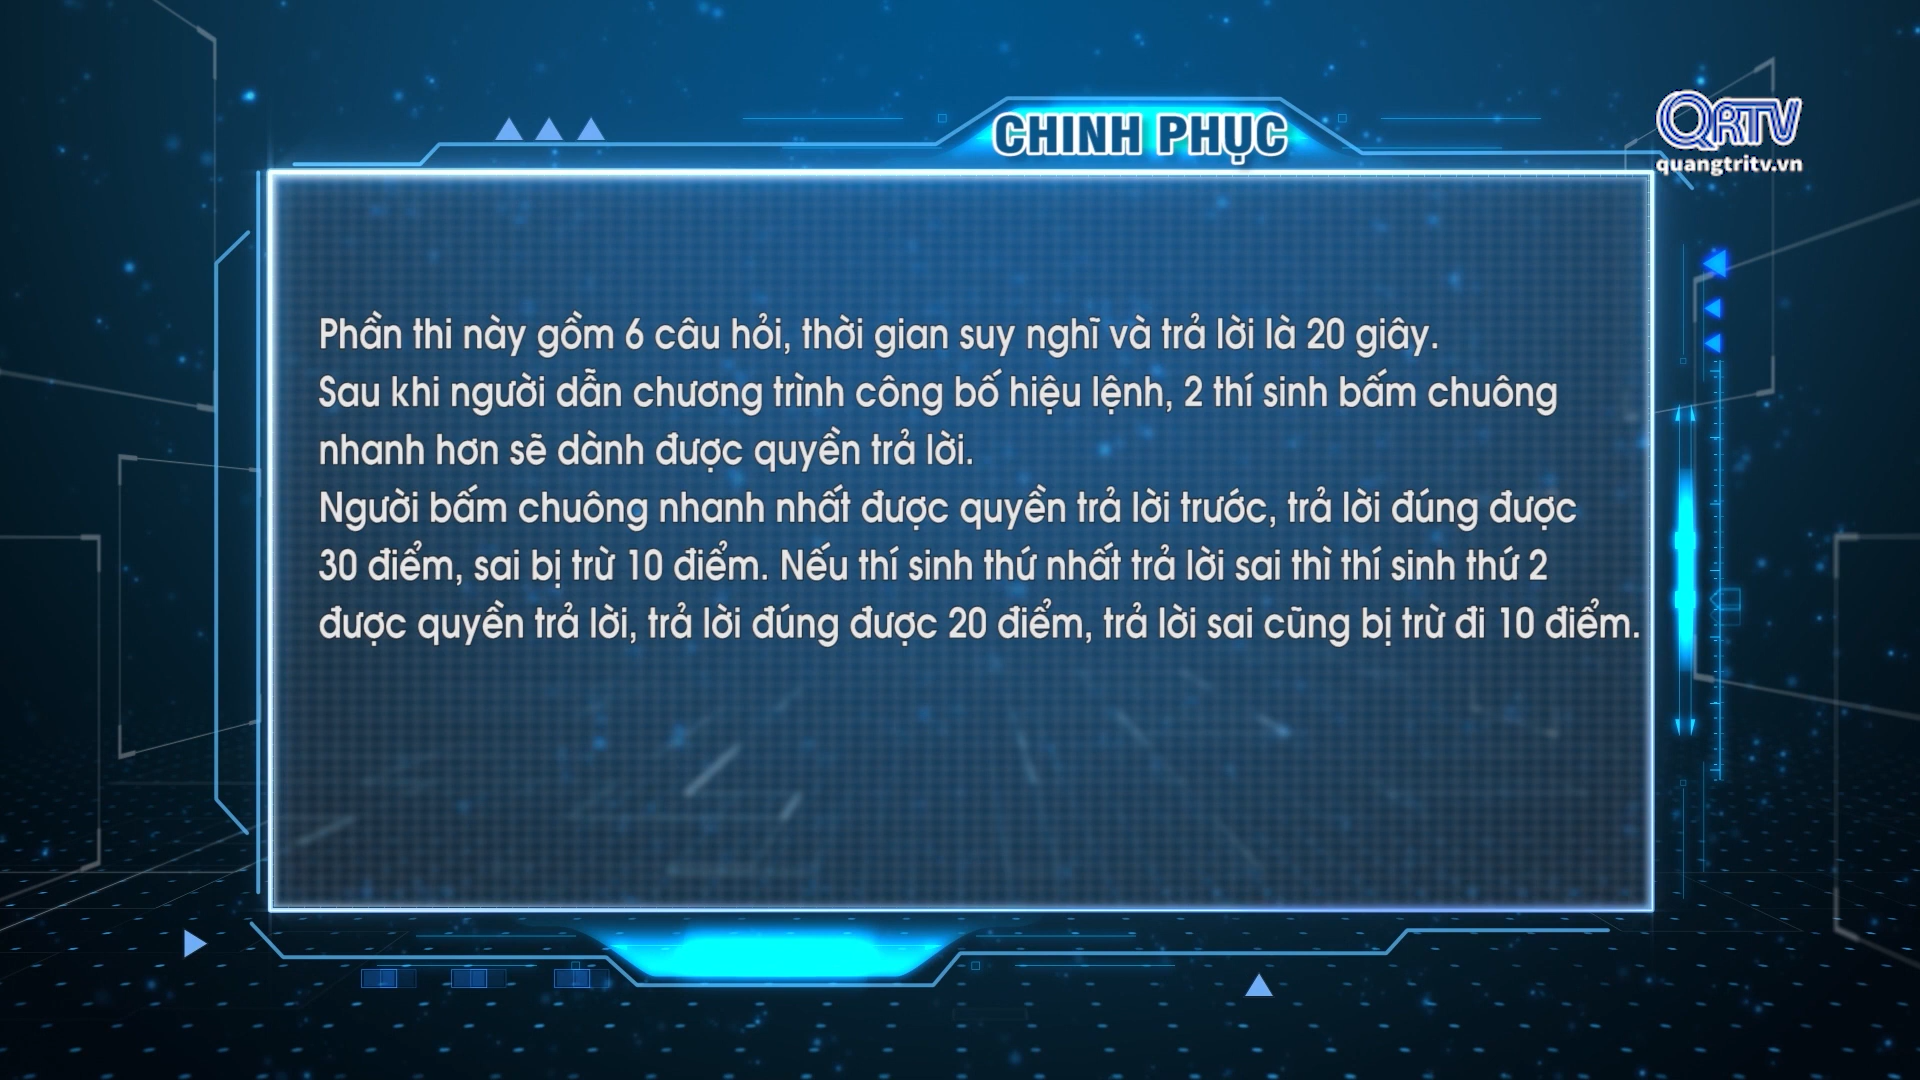 CHINH PHỤC
QRTV
quangtritv.vn
Phần thi này gồm 6 câu hỏi, thời gian suy nghĩ và trả lời là 20 giây.
Sau khi người dẫn chương trình công bố hiệu lệnh, 2 thí sinh bấm chuông
nhanh hơn sẽ dành được quyền trả lời.
Người bấm chuông nhanh nhất được quyền trả lời trước, trả lời đúng được
30 điểm, sai bị trừ 10 điểm. Nếu thí sinh thứ nhất trả lời sai thì thí sinh thứ 2
được quyền trả lời, trả lời đúng được 20 điểm, trả lời sai cũng bị trừ đi 10 điểm.